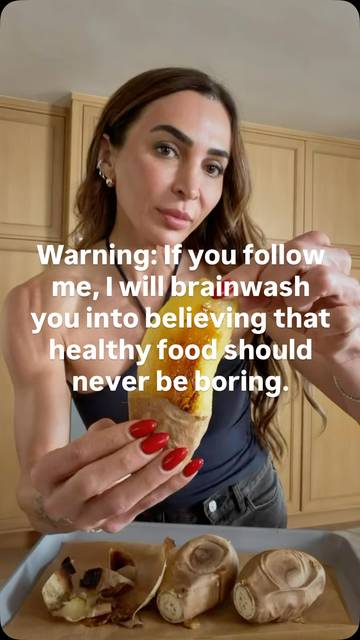 Warning: If you follow
me, I will brainwash
you into believing that
healthy food should
never be boring.